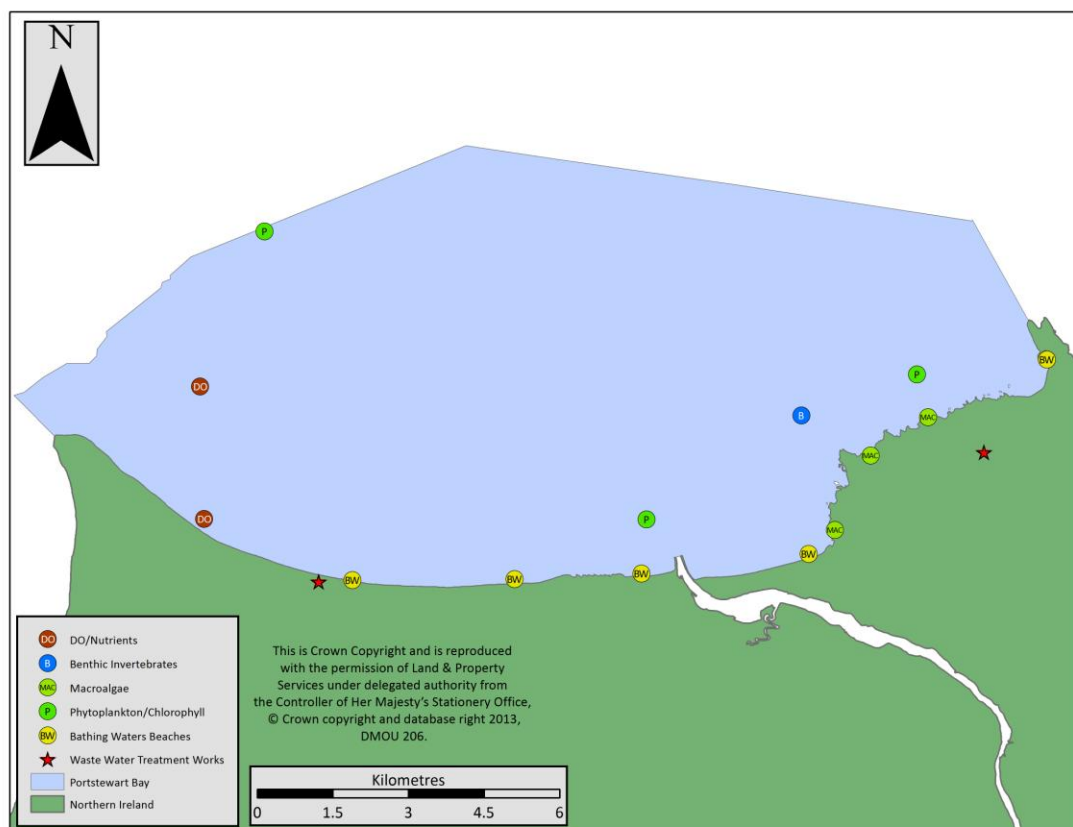 N
P
BW
P
DO
B
MAC
MAC
DO
P
MAC
BW
BW
BW
BW
DO DO/Nutrients
B Benthic Invertebrates
MAC Macroalgae
P Phytoplankton/Chlorophyll
BW Bathing Waters Beaches
Waste Water Treatment Works
Portstewart Bay
Northern Ireland
This is Crown Copyright and is reproduced
with the permission of Land & Property
Services under delegated authority from
the Controller of Her Majesty's Stationery Office,
© Crown copyright and database right 2013,
DMOU 206.
Kilometres
0 1.5 3 4.5 6